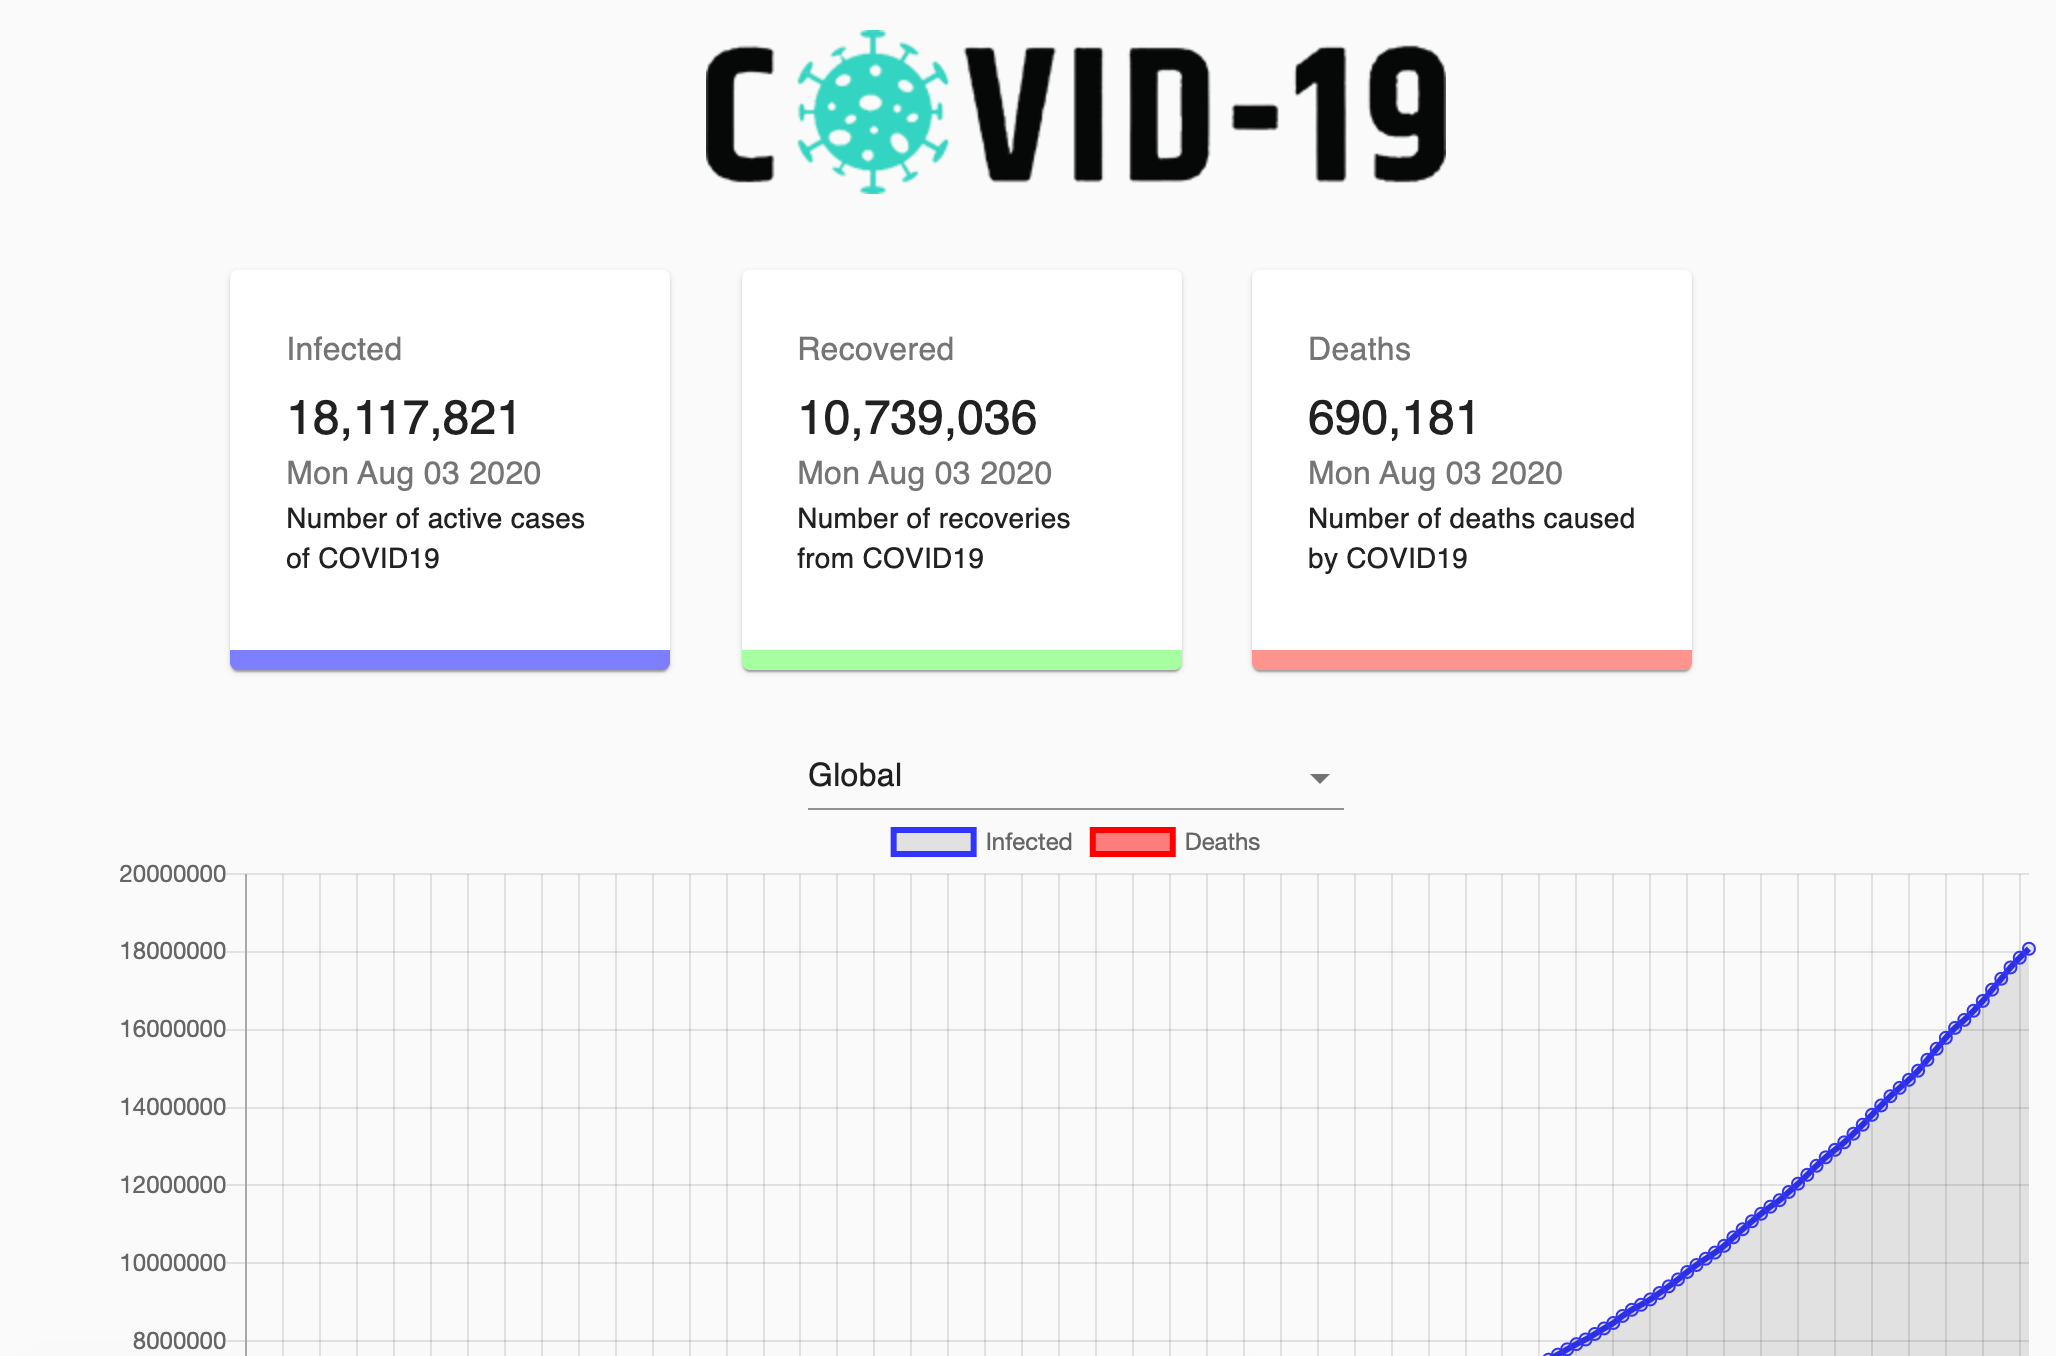 COVID-19
Infected
18,117,821
Mon Aug 03 2020
Number of active cases
of COVID19
Recovered
10,739,036
Mon Aug 03 2020
Number of recoveries
from COVID19
Deaths
690,181
Mon Aug 03 2020
Number of deaths caused
by COVID19
Global
Infected Deaths
20000000
18000000
16000000
14000000
12000000
10000000
8000000